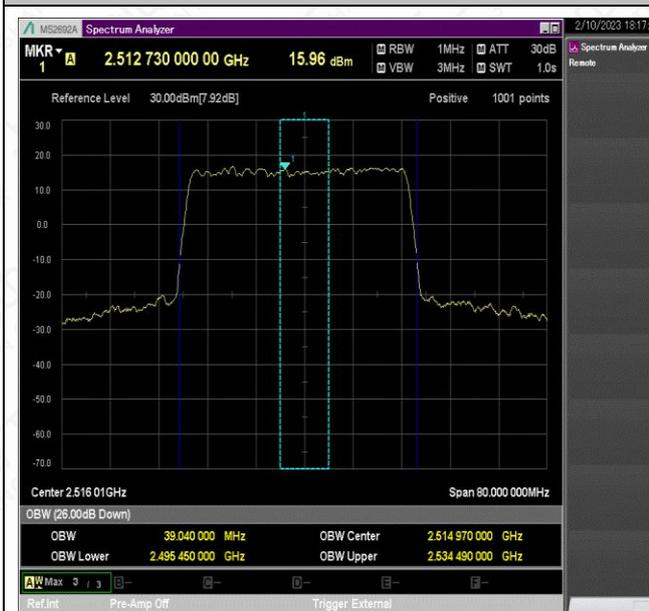 MS2692A Spectrum Analyzer
2/10/2023 18:17:
MKR A 2.512 730 000 00 GHz 15.96 dBm M RBW 1MHz M ATT 30dB
1 M VBW 3MHz M SWT 1.0s
Spectrum Analyzer
Remote
Reference Level 30.00dBm[7.92dB] Positive 1001 points
1
30.0
20.0
1
10.0
0.0
-10.0
-20.0
-30.0
-40.0
-50.0
-60.0
-70.0
Center 2.516 01GHz Span 80.000 000MHz
OBW (26.00dB Down)
OBW 39.040 000 MHz OBW Center 2.514 970 000 GHz
OBW Lower 2.495 450 000 GHz OBW Upper 2.534 490 000 GHz
A W Max 3 / 3 B- C- D- E- F-
Ref.Int Pre-Amp Off Trigger External